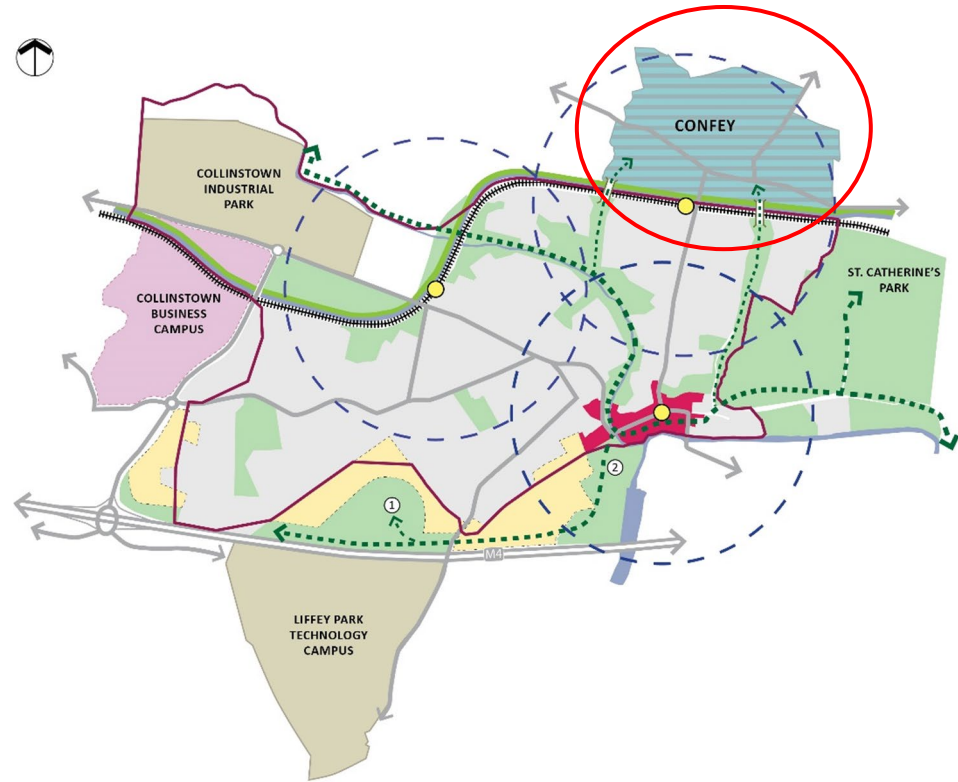 CONFEY
COLLINSTOWN
INDUSTRIAL
PARK
ST. CATHERINE'S
PARK
COLLINSTOWN
BUSINESS
CAMPUS
2
1
M4
LIFFEY PARK
TECHNOLOGY
CAMPUS